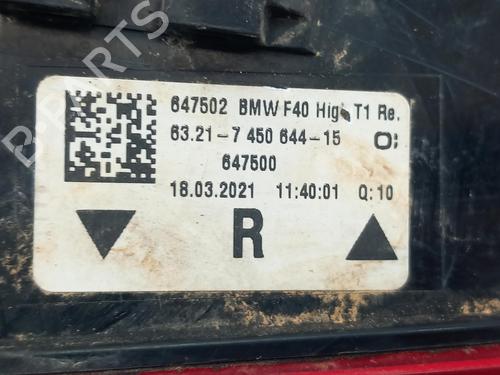 B-PARTS
647502 BMW F40 High T1 Re.
63.21-7 450 644-15
647500
18.03.2021 11:40:01 Q:10
R